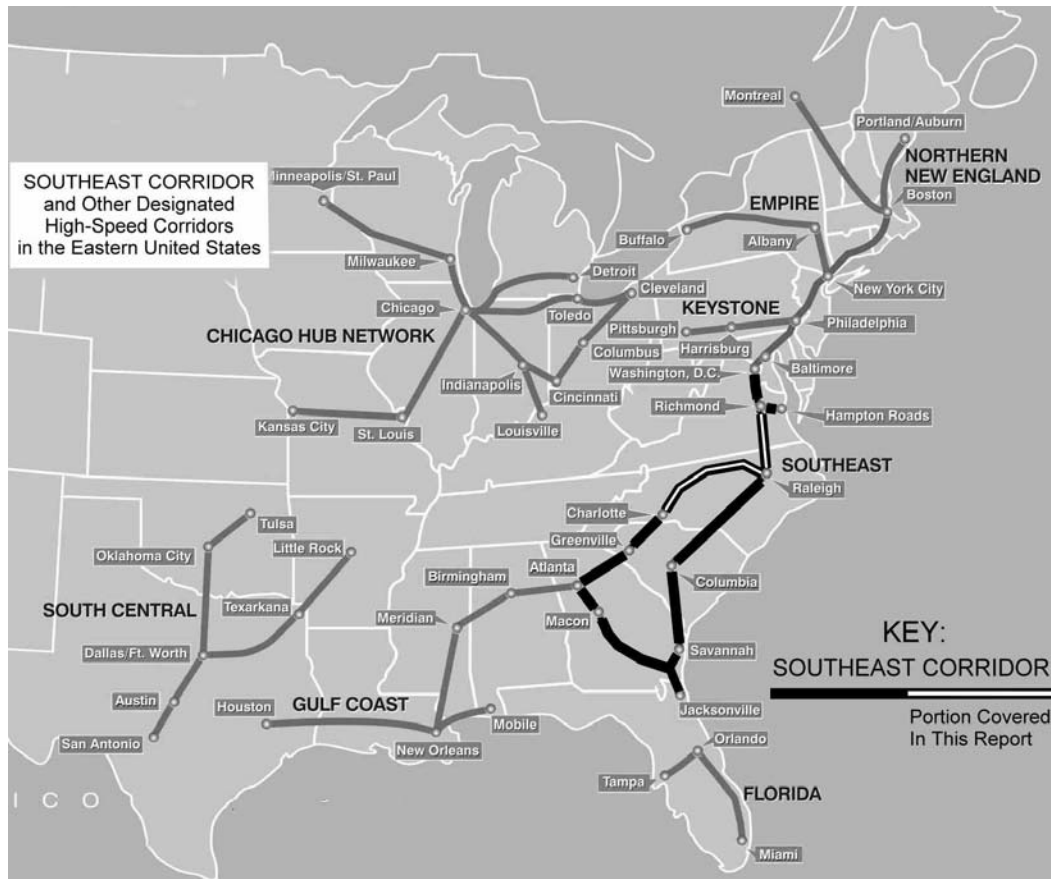 Montreal
Portland/Auburn
NORTHERN
NEW ENGLAND
Boston
SOUTHEAST CORRIDOR
and Other Designated
High-Speed Corridors
in the Eastern United States
Minneapolis/St. Paul
EMPIRE
Buffalo
Albany
Milwaukee
Detroit
Cleveland
New York City
Chicago
Toledo
KEYSTONE
CHICAGO HUB NETWORK
Pittsburgh
Philadelphia
Harrisburg
Columbus
Baltimore
Washington, D.C.
Indianapolis
Cincinnati
Richmond
Hampton Roads
Kansas City
St. Louis
Louisville
SOUTHEAST
Raleigh
Charlotte
Tulsa
Greenville
Oklahoma City
Little Rock
Atlanta
Birmingham
Columbia
SOUTH CENTRAL
Texarkana
Meridian
Macon
KEY:
Dallas/Ft. Worth
Savannah
SOUTHEAST CORRIDOR
Austin
Houston
GULF COAST
Mobile
Jacksonville
Portion Covered
In This Report
San Antonio
New Orleans
Orlando
Tampa
FLORIDA
I C O
Miami